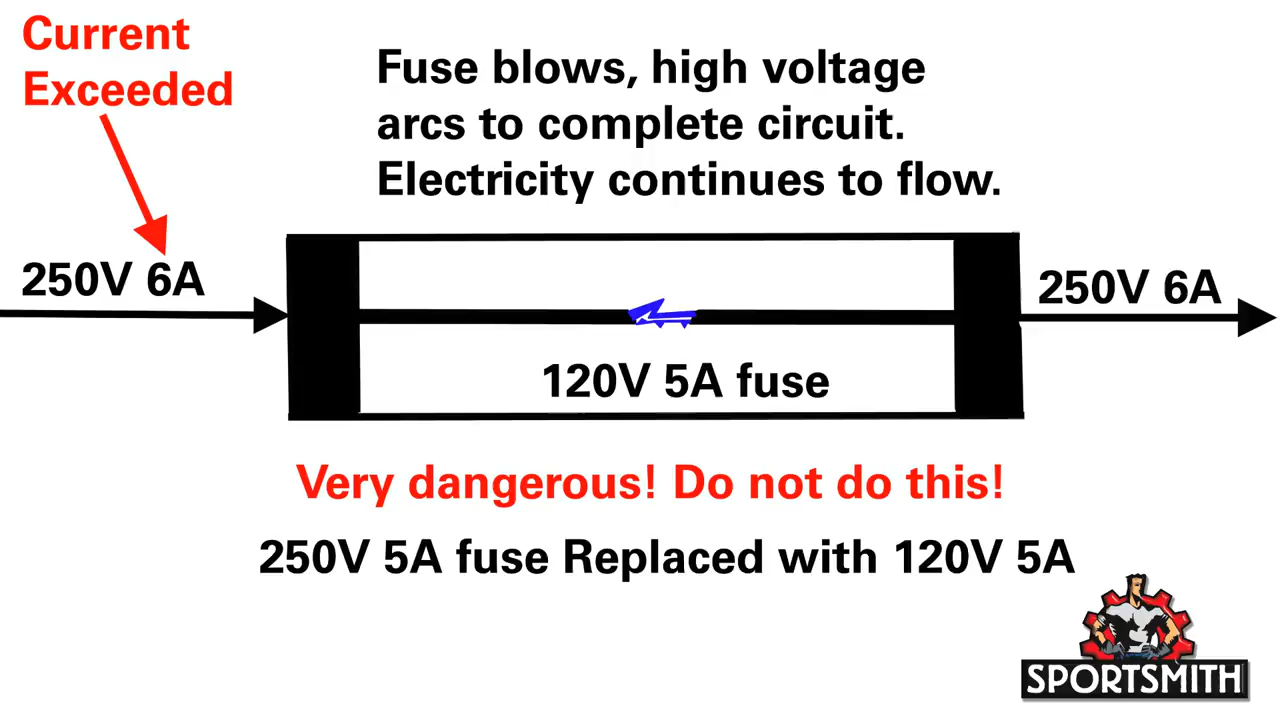 Current
Exceeded
Fuse blows, high voltage
arcs to complete circuit.
Electricity continues to flow.
250V 6A
250V 6A
120V 5A fuse
Very dangerous! Do not do this!
250V 5A fuse Replaced with 120V 5A
SPORTSMITH